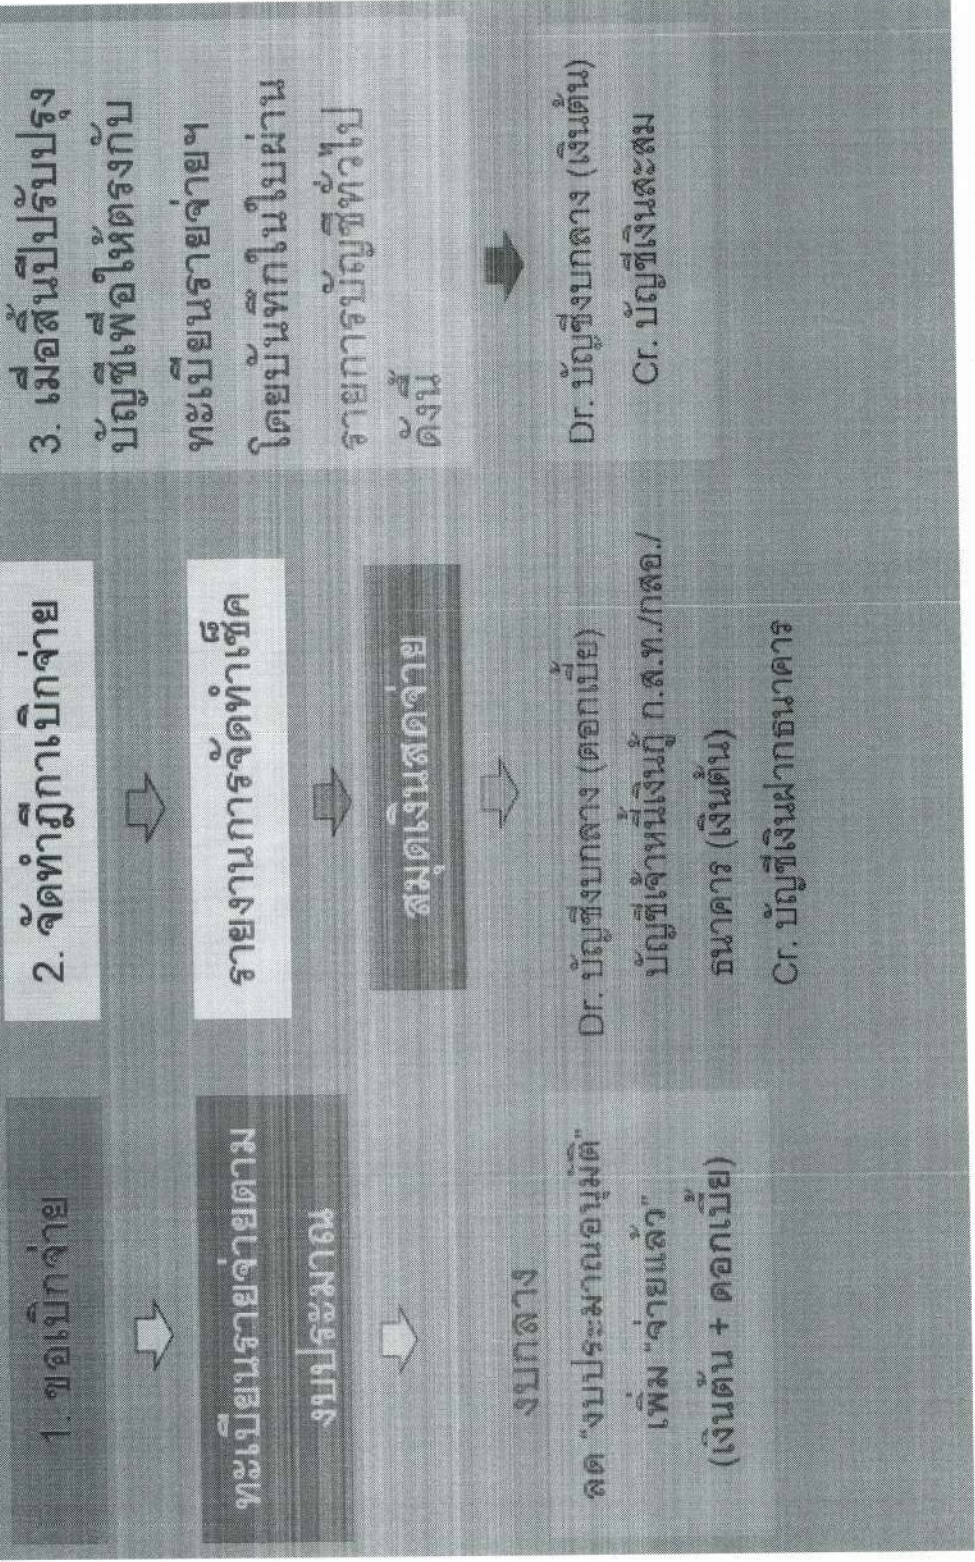 1. ขอเบิกจ่าย
ทะเบียนรายจ่ายตาม
งบประมาณ
งบกลาง
ลด “งบประมาณอนุมัติ”
เพิ่ม “จ่ายแล้ว”
(เงินต้น + ดอกเบี้ย)
2. จัดทำฎีกาเบิกจ่าย
รายงานการจัดทำเช็ค
สมุดเงินสดจ่าย
Dr. บัญชีงบกลาง (ดอกเบี้ย)
บัญชีเจ้าหนี้เงินกู้ ก.ส.ท./กสอ./
ธนาคาร (เงินต้น)
Cr. บัญชีเงินฝากธนาคาร
3. เมื่อสิ้นปีปรับปรุง
บัญชีเพื่อให้ตรงกับ
ทะเบียนรายจ่ายฯ
โดยบันทึกในใบผ่าน
รายการบัญชีทั่วไป
ดังนี้
Dr. บัญชีงบกลาง (เงินต้น)
Cr. บัญชีเงินสะสม